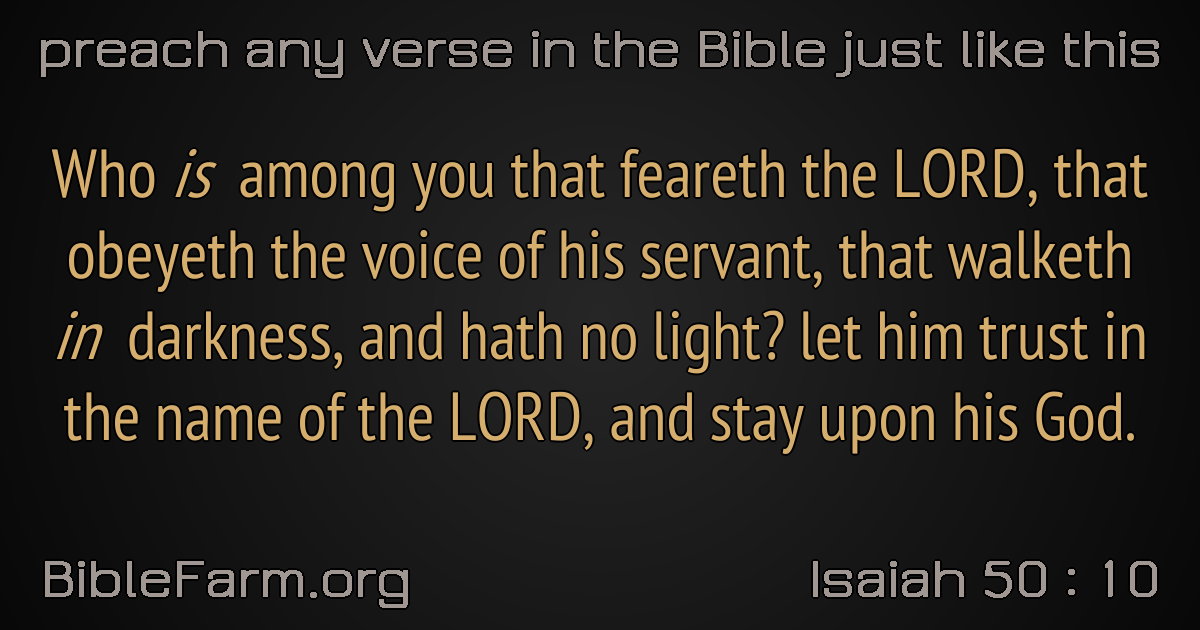 preach any verse in the Bible just like this
Who is among you that feareth the LORD, that
obeyeth the voice of his servant, that walketh
in darkness, and hath no light? let him trust in
the name of the LORD, and stay upon his God.
BibleFarm.org
Isaiah 50 : 10